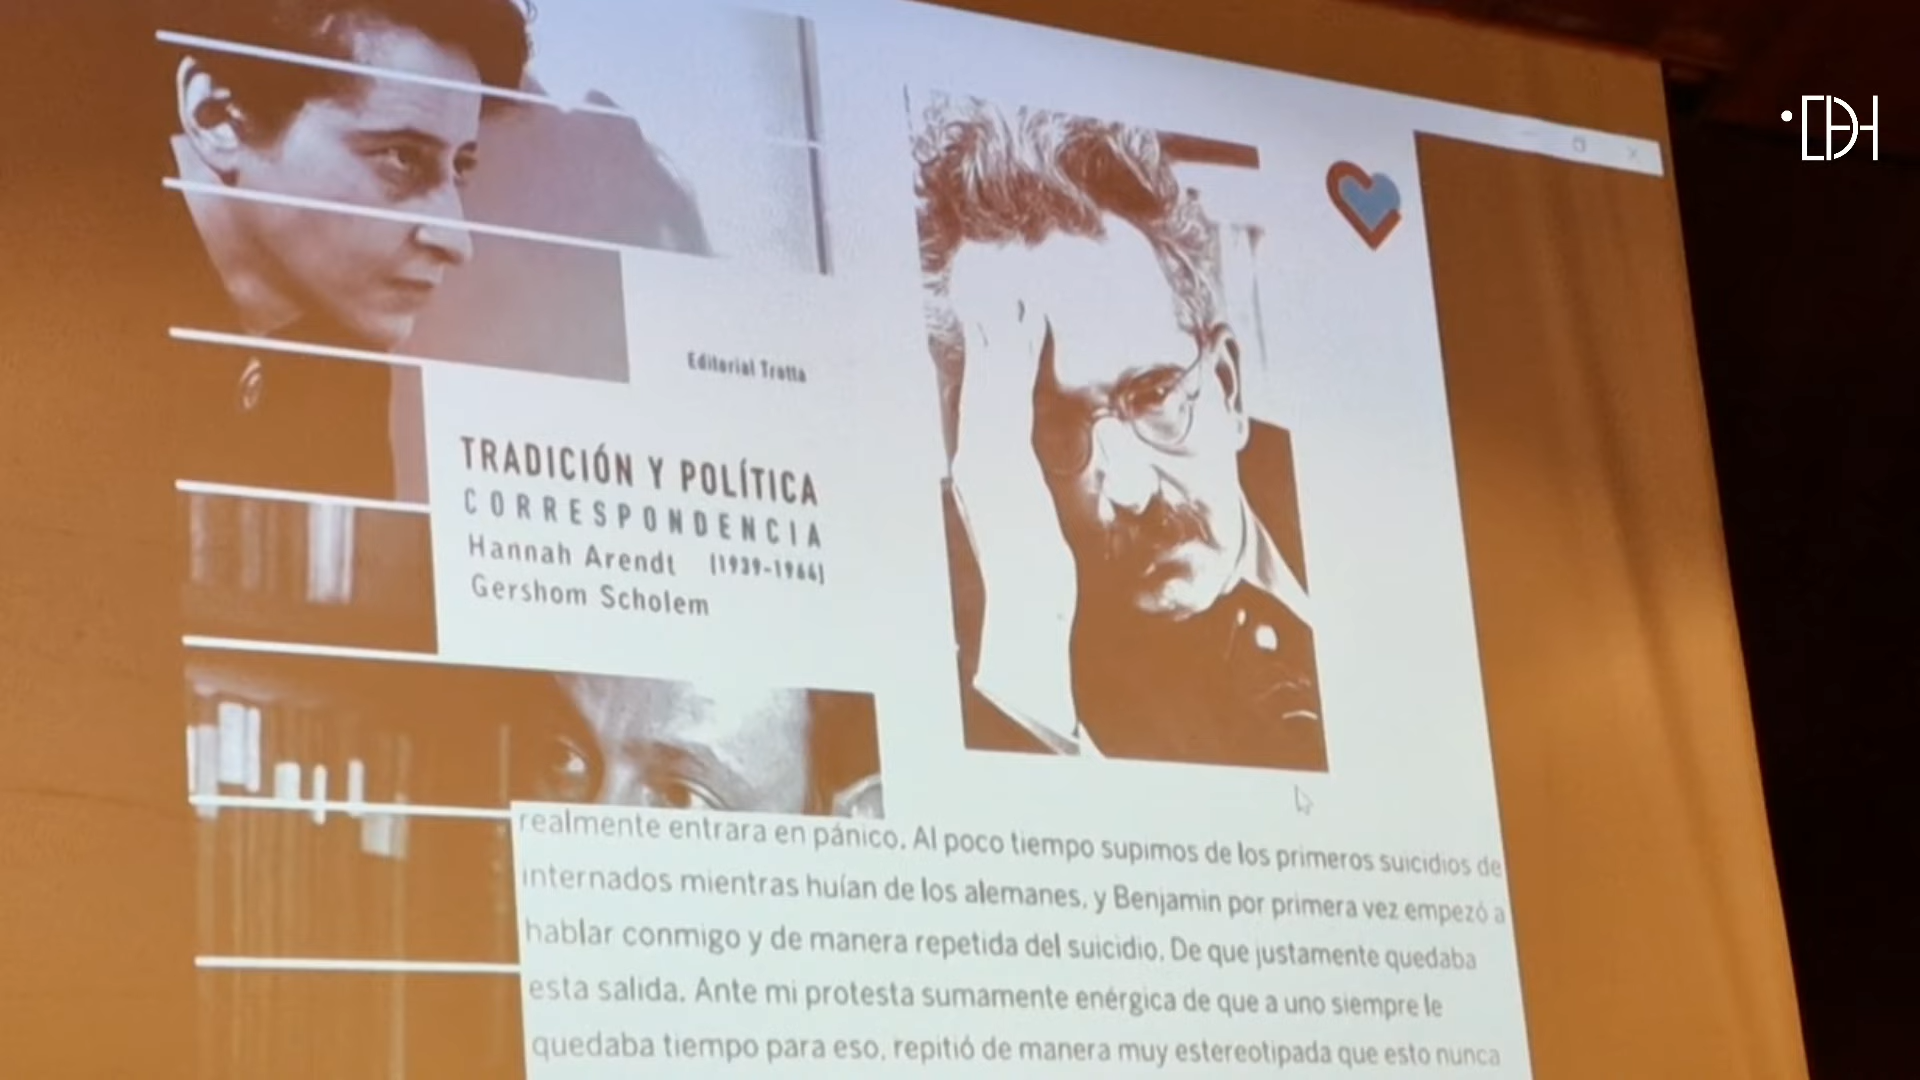 Editorial Trotta
TRADICIÓN Y POLÍTICA
CORRESPONDENCIA
Hannah Arendt (1939-1966)
Gershom Scholem
realmente entrara en pánico. Al poco tiempo supimos de los primeros suicidios de
internados mientras huían de los alemanes, y Benjamin por primera vez empezó a
hablar conmigo y de manera repetida del suicidio. De que justamente quedaba
esta salida. Ante mi protesta sumamente enérgica de que a uno siempre le
quedaba tiempo para eso, repitió de manera muy estereotipada que esto nunca